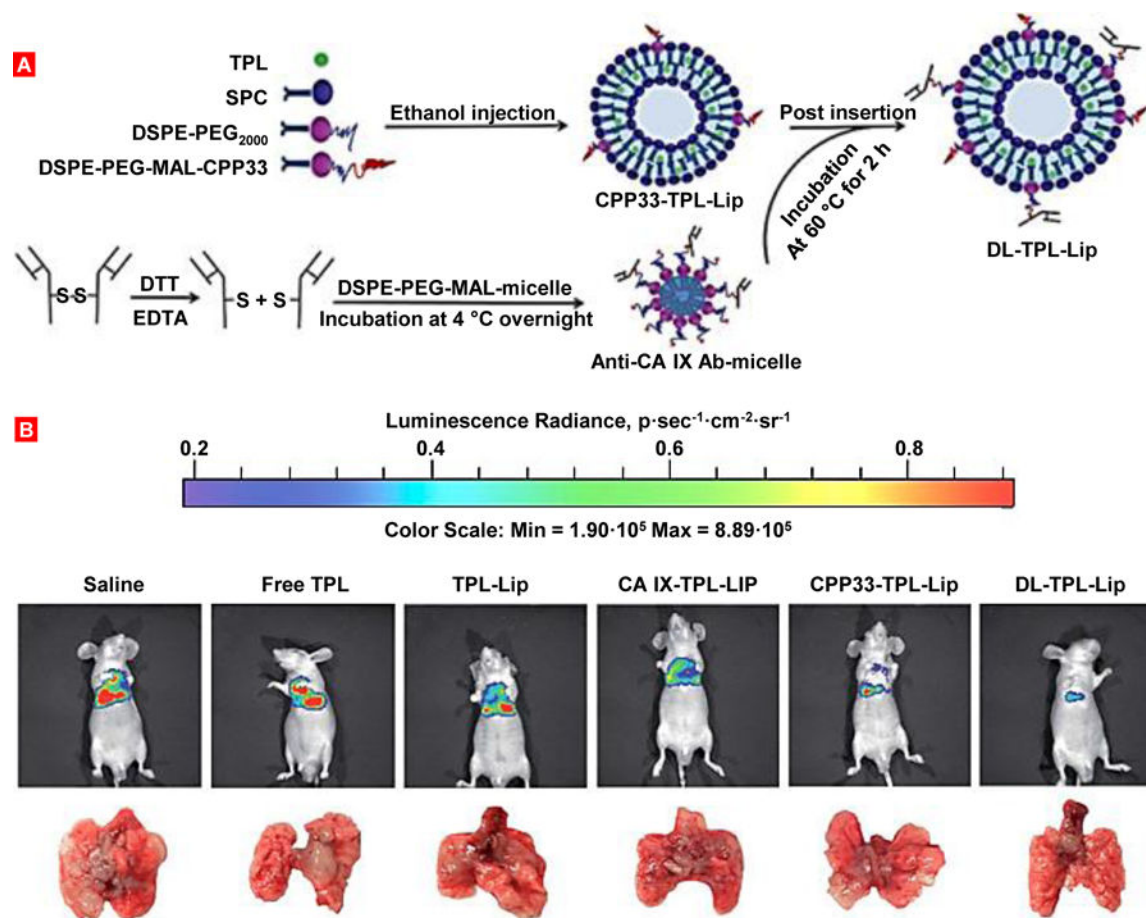 A
TPL
SPC
DSPE-PEG2000
DSPE-PEG-MAL-CPP33
Ethanol injection
CPP33-TPL-Lip
Post insertion
Incubation
At 60 °C for 2 h
DL-TPL-Lip
S-S
DTT
EDTA
S + S
DSPE-PEG-MAL-micelle
Incubation at 4 °C overnight
Anti-CA IX Ab-micelle
B
Luminescence Radiance, p·sec⁻¹·cm⁻²·sr⁻¹
0.2 0.4 0.6 0.8
Color Scale: Min = 1.90·10⁵ Max = 8.89·10⁵
Saline Free TPL TPL-Lip CA IX-TPL-LIP CPP33-TPL-Lip DL-TPL-Lip